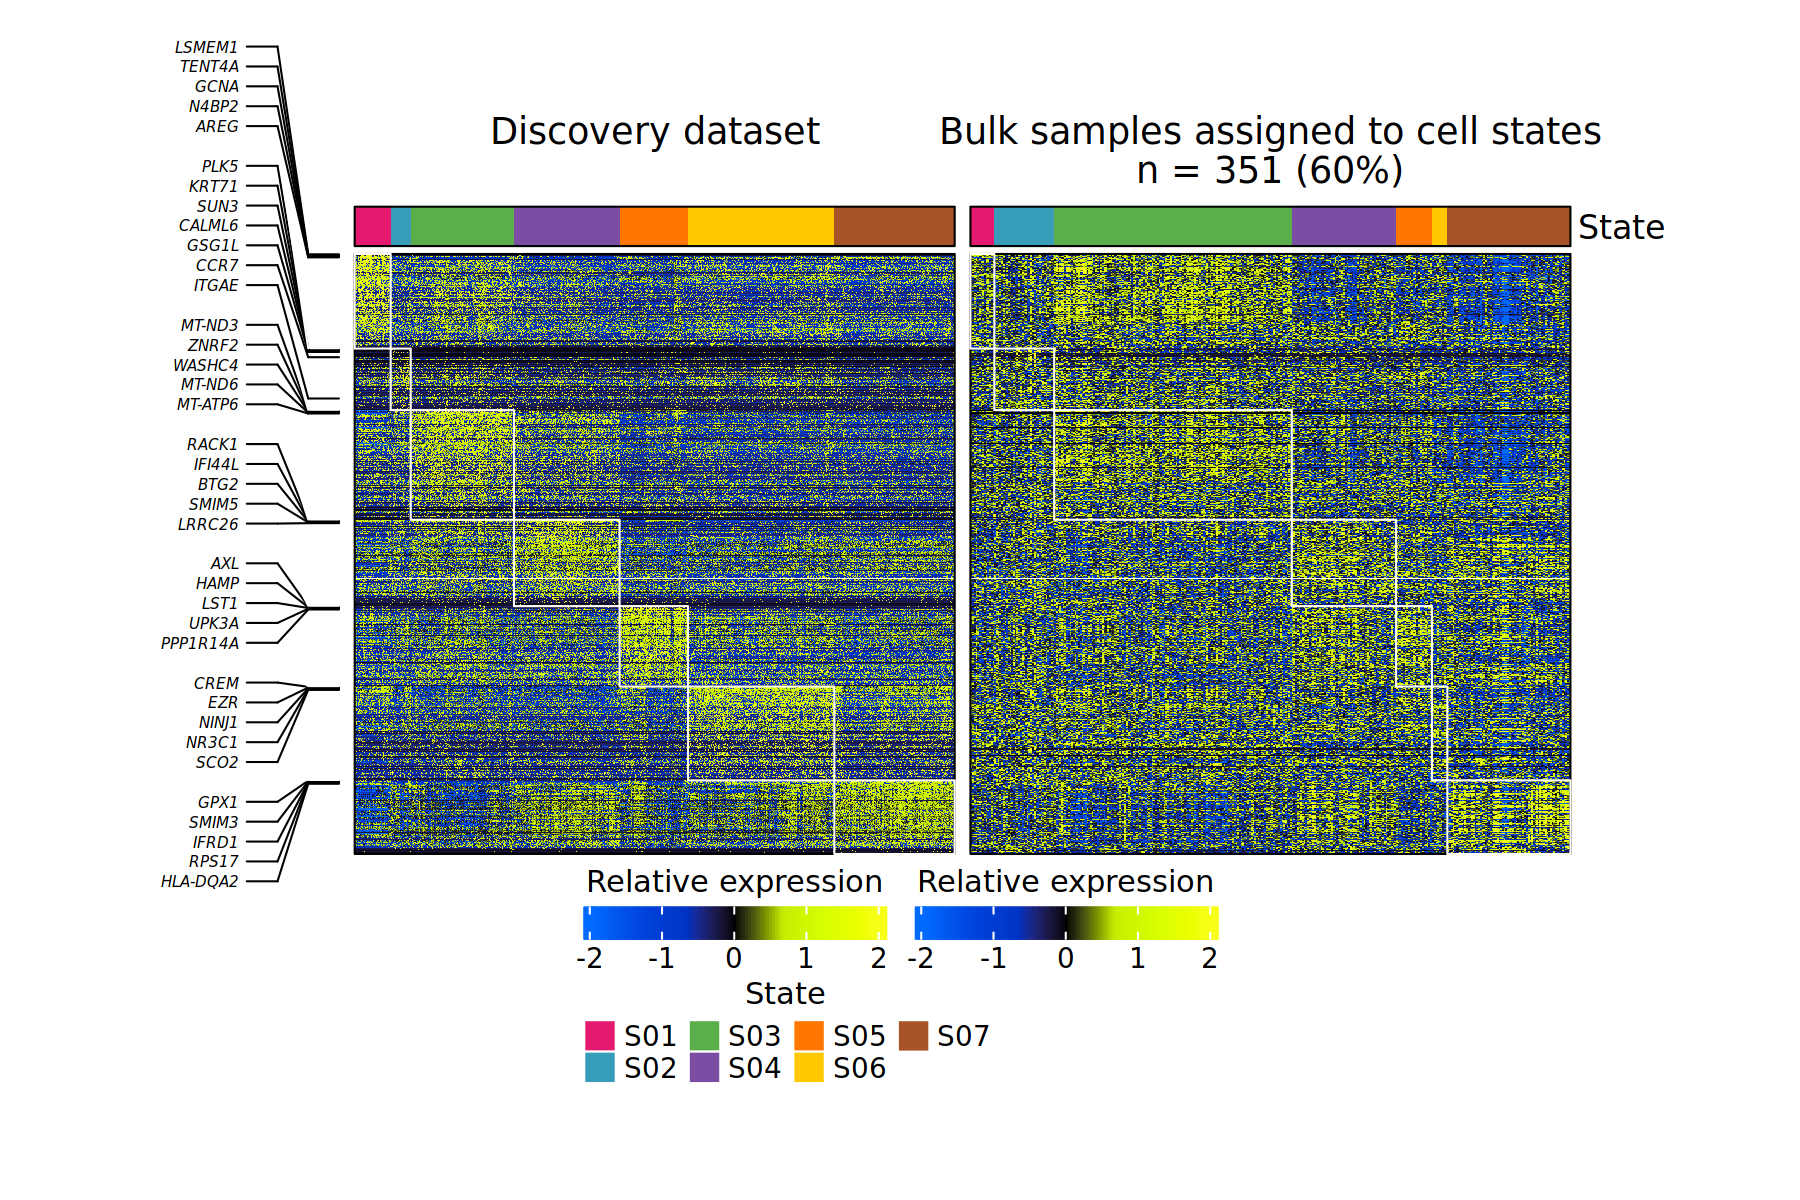 LSMEM1
TENT4A
GCNA
N4BP2
AREG
PLK5
KRT71
SUN3
CALML6
GSG1L
CCR7
ITGAE
MT-ND3
ZNRF2
WASHC4
MT-ND6
MT-ATP6
RACK1
IFI44L
BTG2
SMIM5
LRRC26
AXL
HAMP
LST1
UPK3A
PPP1R14A
CREM
EZR
NINJ1
NR3C1
SCO2
GPX1
SMIM3
IFRD1
RPS17
HLA-DQA2
Discovery dataset
Bulk samples assigned to cell states
n = 351 (60%)
State
Relative expression
-2 -1 0 1 2
Relative expression
-2 -1 0 1 2
State
S01 S03 S05 S07
S02 S04 S06